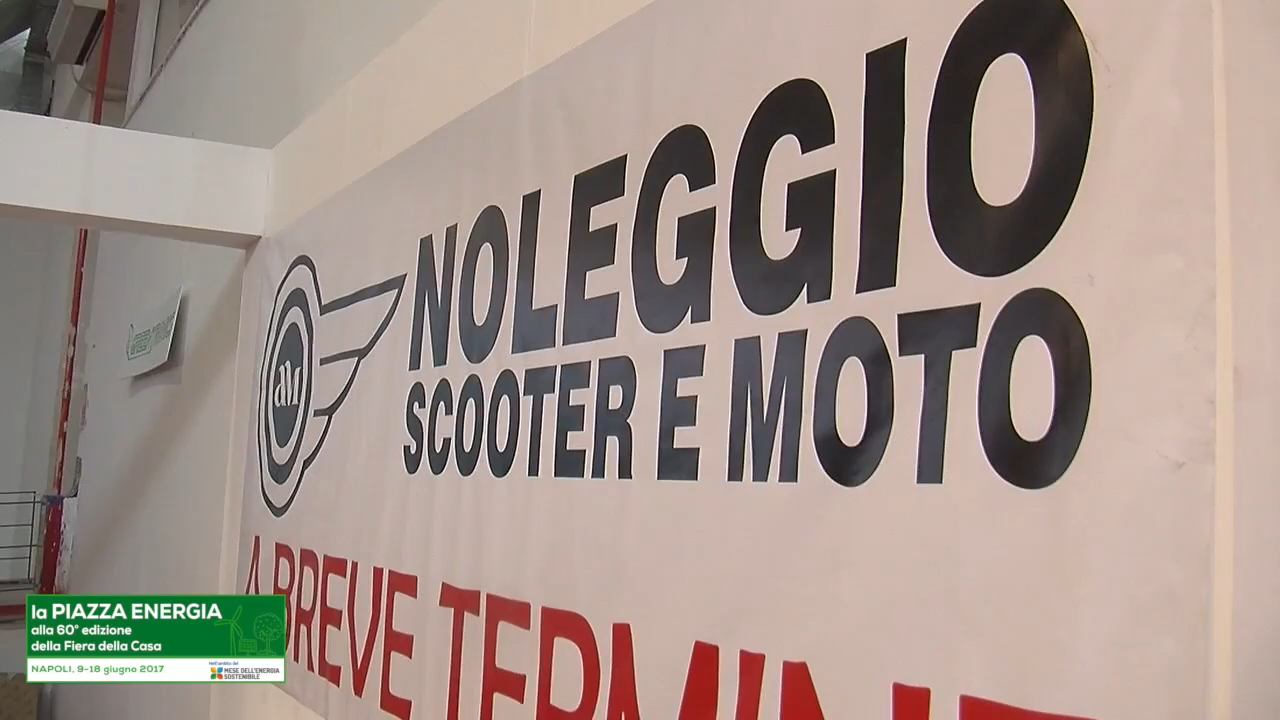 NOLEGGIO
SCOOTER E MOTO
A BREVE TERMINE
la PIAZZA ENERGIA
alla 60° edizione
della Fiera della Casa
NAPOLI, 9-18 giugno 2017
Nell'ambito del
MESE DELL'ENERGIA
SOSTENIBILE